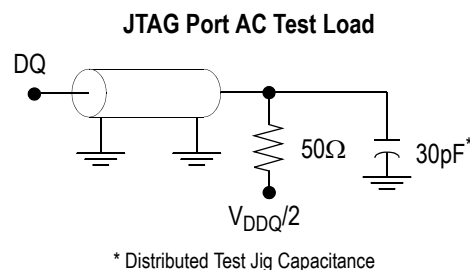 JTAG Port AC Test Load
DQ
50Ω
30pF*
VDDQ/2
* Distributed Test Jig Capacitance